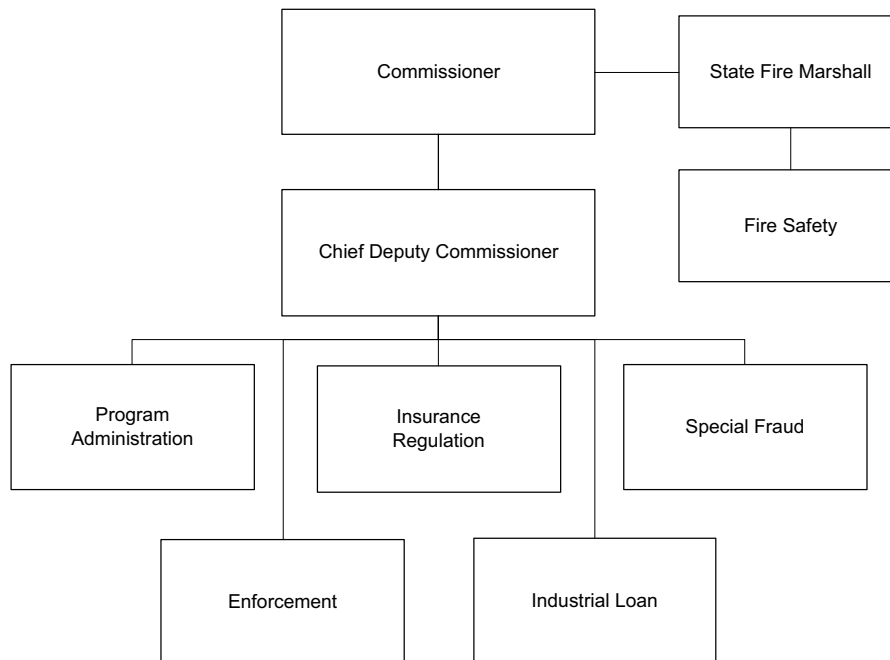 Commissioner
State Fire Marshall
Fire Safety
Chief Deputy Commissioner
Program
Administration
Insurance
Regulation
Special Fraud
Enforcement
Industrial Loan